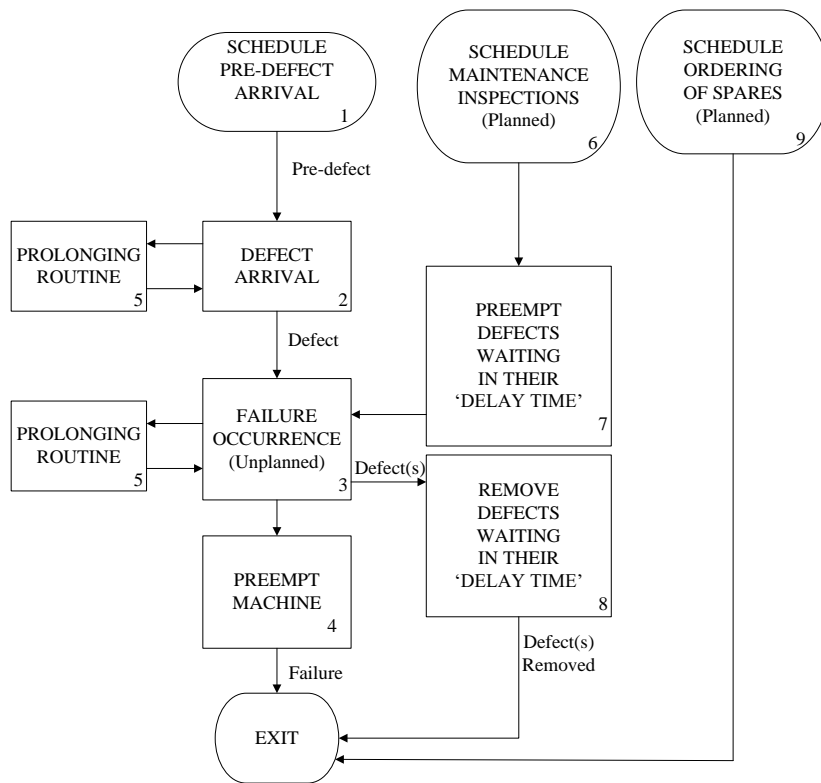 SCHEDULE
PRE-DEFECT
ARRIVAL
1
SCHEDULE
MAINTENANCE
INSPECTIONS
(Planned)
6
SCHEDULE
ORDERING
OF SPARES
(Planned)
9
Pre-defect
PROLONGING
ROUTINE
5
DEFECT
ARRIVAL
2
Defect
PREEMPT
DEFECTS
WAITING
IN THEIR
‘DELAY TIME’
7
PROLONGING
ROUTINE
5
FAILURE
OCCURRENCE
(Unplanned)
3
Defect(s)
REMOVE
DEFECTS
WAITING
IN THEIR
‘DELAY TIME’
8
PREEMPT
MACHINE
4
Failure
Defect(s)
Removed
EXIT